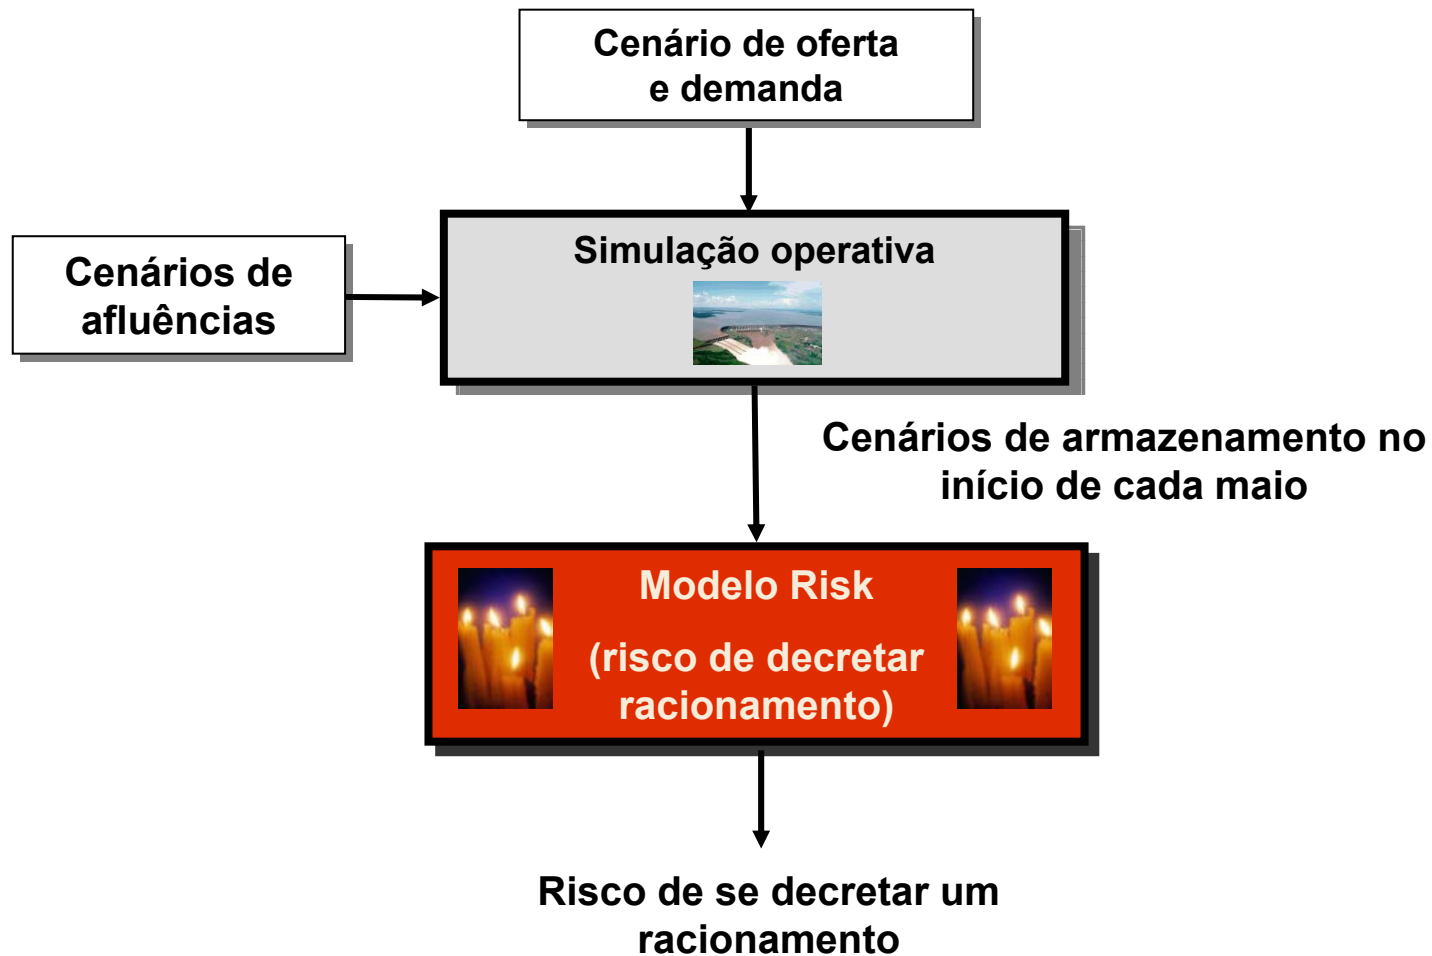 Cenário de oferta
e demanda
Cenários de
afluências
Simulação operativa
Cenários de armazenamento no
início de cada maio
Modelo Risk
(risco de decretar
racionamento)
Risco de se decretar um
racionamento